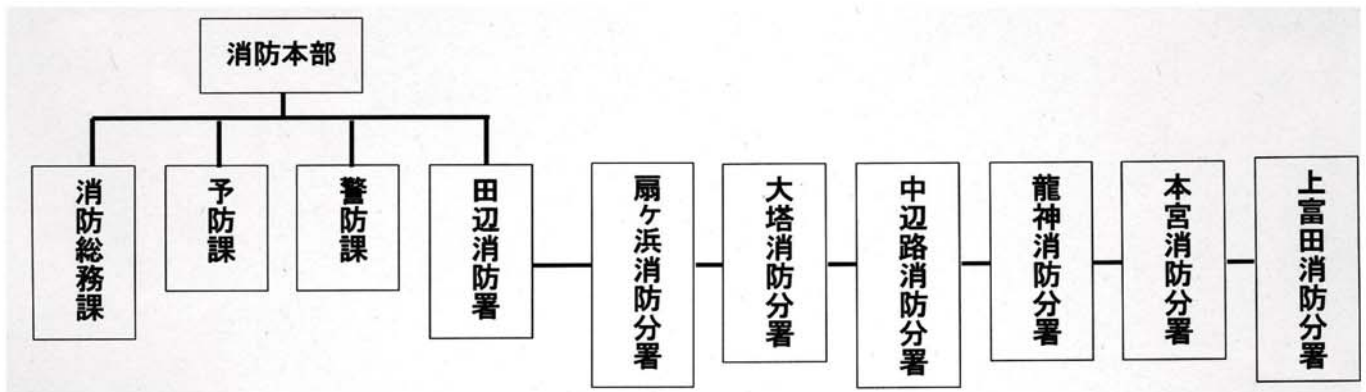 消防本部
消防総務課
予防課
警防課
田辺消防署
扇ヶ浜消防分署
大塔消防分署
中辺路消防分署
龍神消防分署
本宮消防分署
上富田消防分署